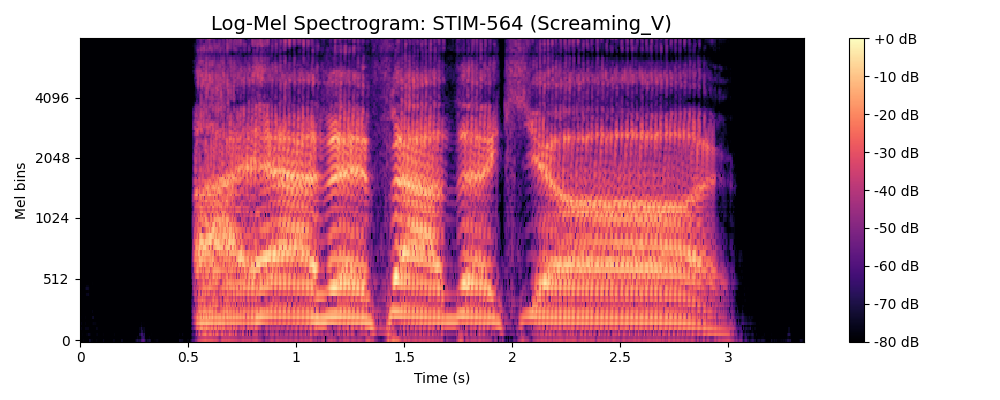 Log-Mel Spectrogram: STIM-564 (Screaming_V)
Mel bins
4096
2048
1024
512
0
0
0.5
1
1.5
2
2.5
3
Time (s)
+0 dB
-10 dB
-20 dB
-30 dB
-40 dB
-50 dB
-60 dB
-70 dB
-80 dB